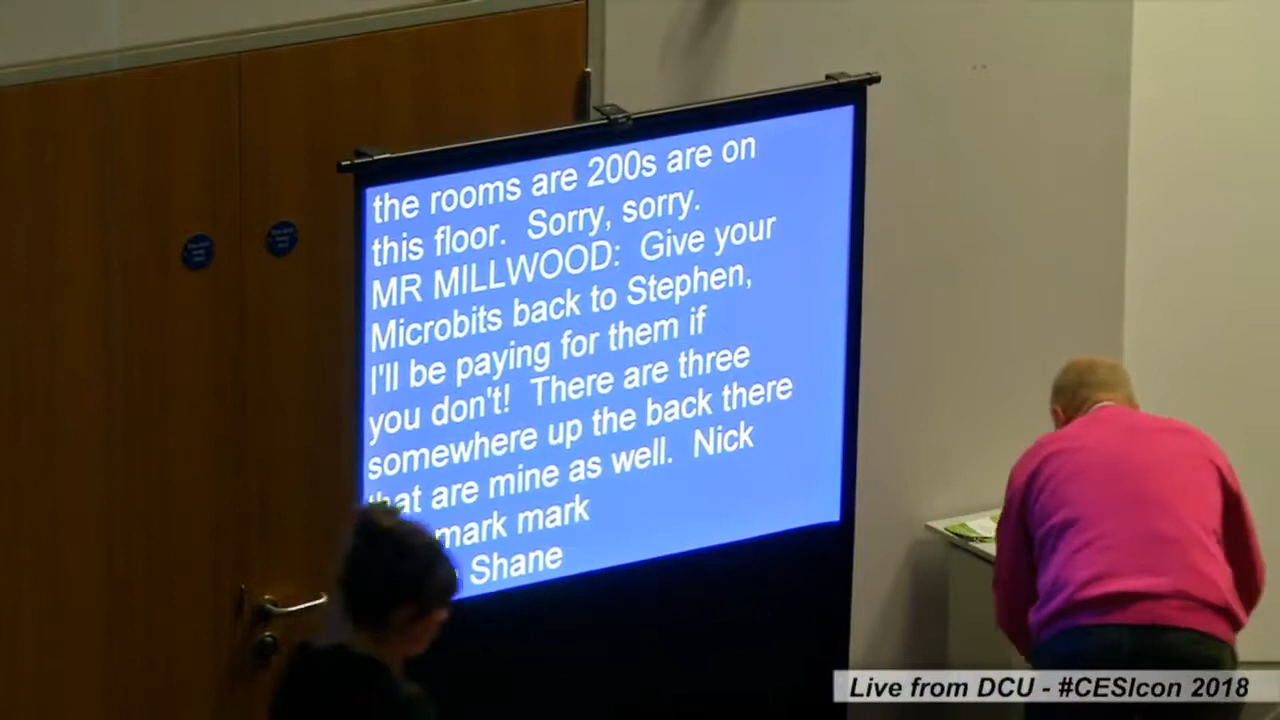 the rooms are 200s are on
this floor.  Sorry, sorry.
MR MILLWOOD:  Give your
Microbits back to Stephen,
I'll be paying for them if
you don't!  There are three
somewhere up the back there
that are mine as well.  Nick
mark mark
Shane
Live from DCU - #CESIcon 2018